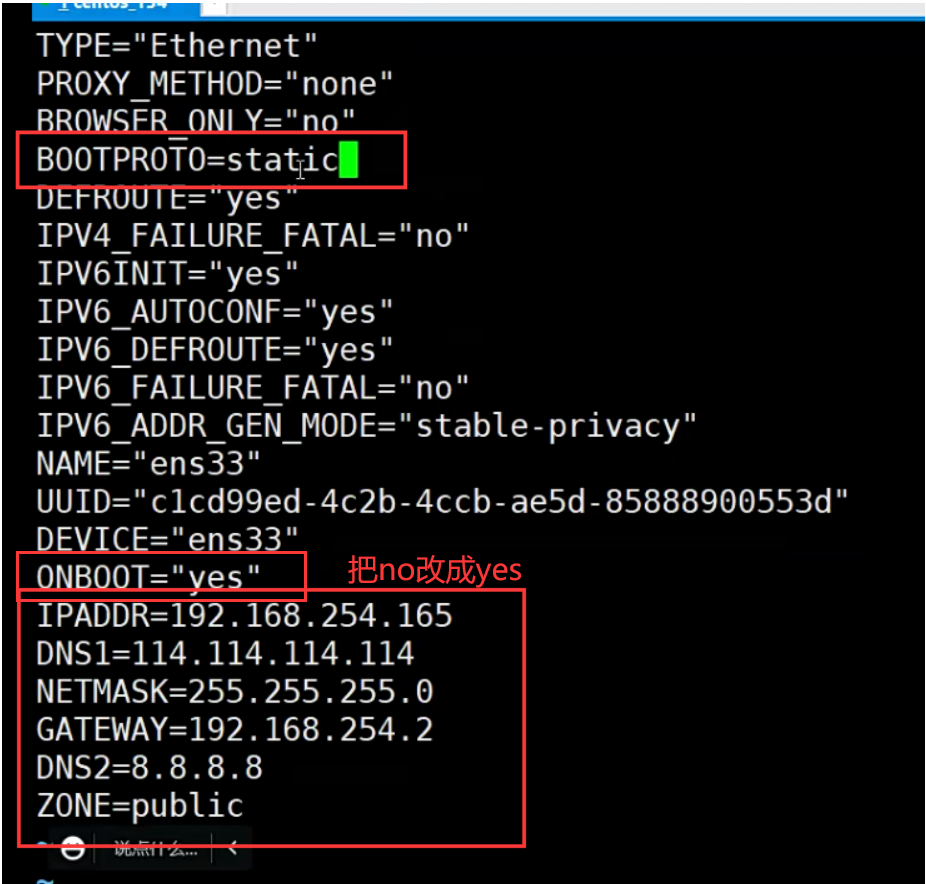 TYPE="Ethernet"
PROXY_METHOD="none"
BROWSER_ONLY="no"
BOOTPROTO=static
DEFROUTE="yes"
IPV4_FAILURE_FATAL="no"
IPV6INIT="yes"
IPV6_AUTOCONF="yes"
IPV6_DEFROUTE="yes"
IPV6_FAILURE_FATAL="no"
IPV6_ADDR_GEN_MODE="stable-privacy"
NAME="ens33"
UUID="c1cd99ed-4c2b-4ccb-ae5d-85888900553d"
DEVICE="ens33"
ONBOOT="yes" 把no改成yes
IPADDR=192.168.254.165
DNS1=114.114.114.114
NETMASK=255.255.255.0
GATEWAY=192.168.254.2
DNS2=8.8.8.8
ZONE=public
~ 说点什么...
~